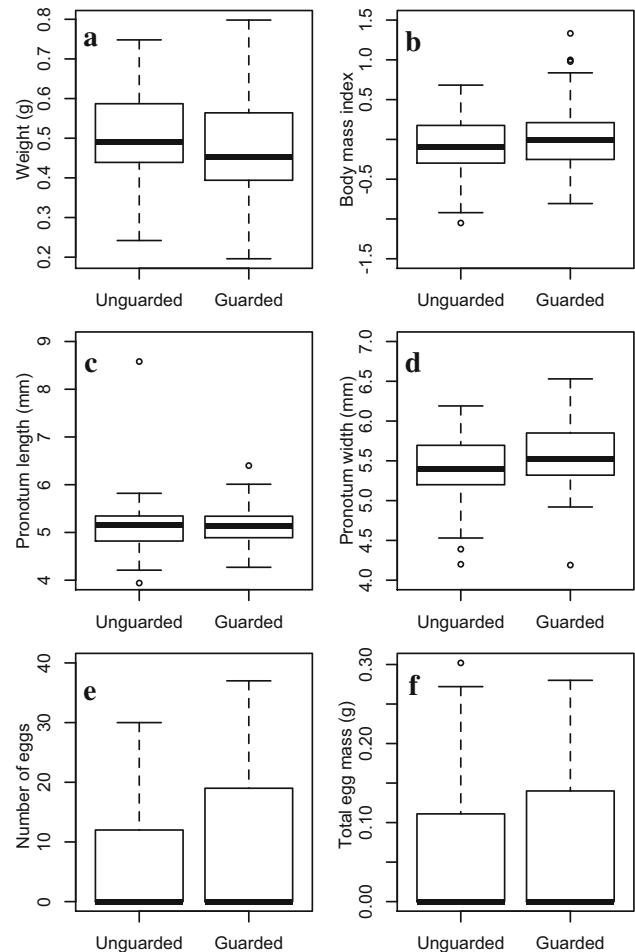 a
Weight (g)
0.2 0.3 0.4 0.5 0.6 0.7 0.8
Unguarded Guarded
b
Body mass index
-1.5 -0.5 0.5 1.5
Unguarded Guarded
c
Pronotum length (mm)
4 5 6 7 8 9
Unguarded Guarded
d
Pronotum width (mm)
4.0 4.5 5.0 5.5 6.0 6.5 7.0
Unguarded Guarded
e
Number of eggs
0 10 20 30 40
Unguarded Guarded
f
Total egg mass (g)
0.00 0.10 0.20 0.30
Unguarded Guarded